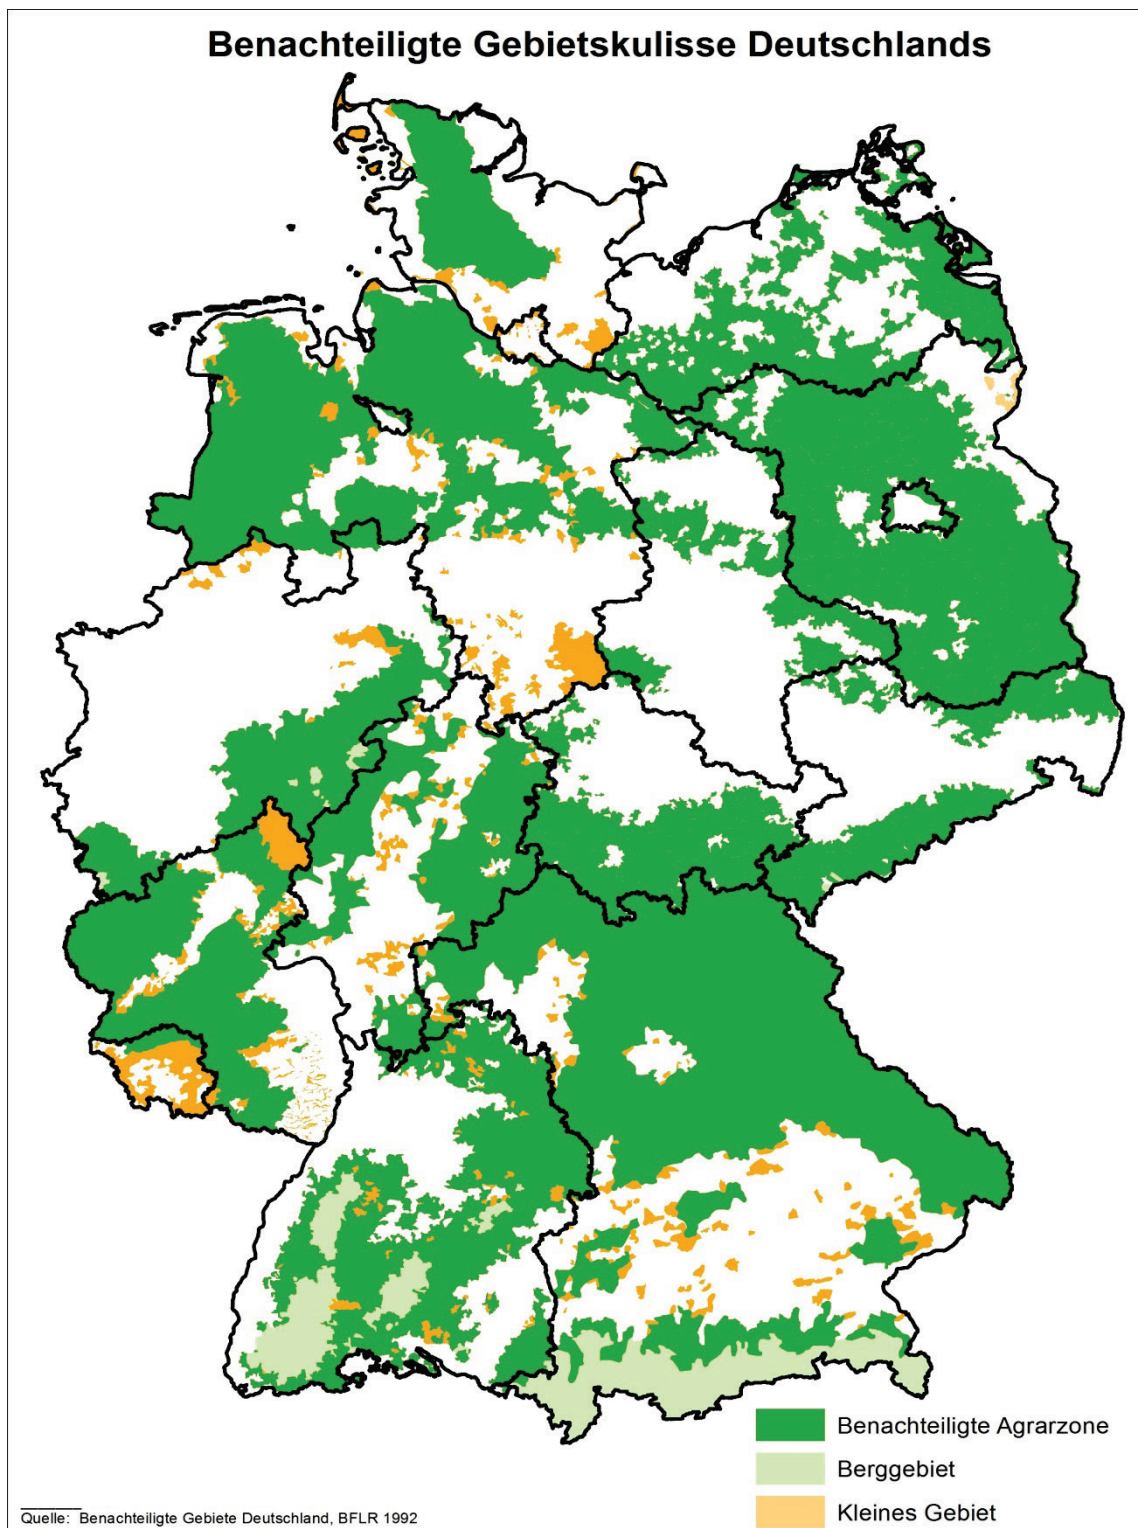 Benachteiligte Gebietskulisse Deutschlands
Benachteiligte Agrarzone
Berggebiet
Kleines Gebiet
Quelle: Benachteiligte Gebiete Deutschland, BFLR 1992